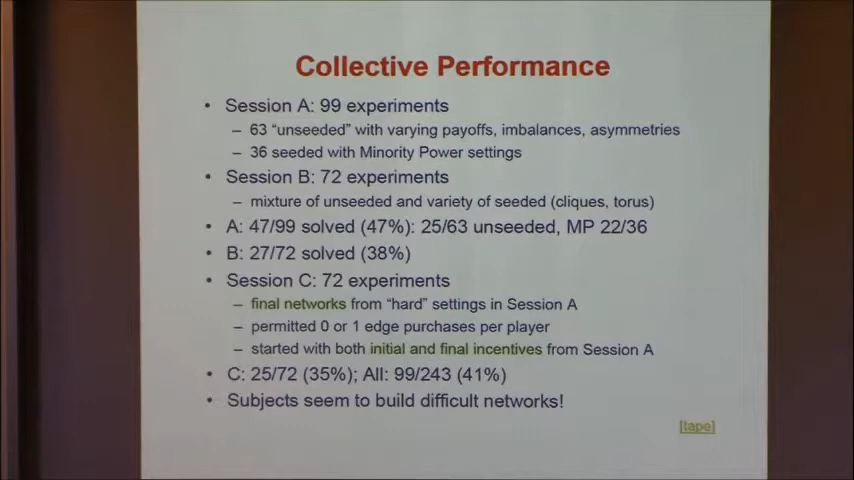 Collective Performance
• Session A: 99 experiments
– 63 “unseeded” with varying payoffs, imbalances, asymmetries
– 36 seeded with Minority Power settings
• Session B: 72 experiments
– mixture of unseeded and variety of seeded (cliques, torus)
• A: 47/99 solved (47%): 25/63 unseeded, MP 22/36
• B: 27/72 solved (38%)
• Session C: 72 experiments
– final networks from “hard” settings in Session A
– permitted 0 or 1 edge purchases per player
– started with both initial and final incentives from Session A
• C: 25/72 (35%); All: 99/243 (41%)
• Subjects seem to build difficult networks!
[tape]